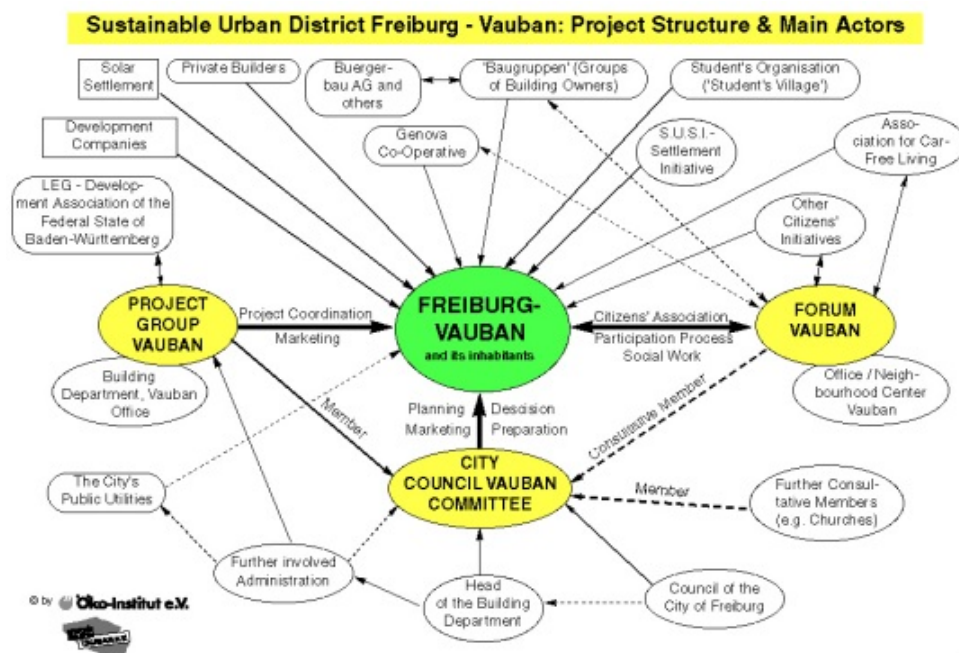 Sustainable Urban District Freiburg - Vauban: Project Structure & Main Actors
Solar
Settlement
Private Builders
Buerger-
bau AG and
others
'Baugruppen' (Groups
of Building Owners)
Student's Organisation
('Student's Village')
Development
Companies
Genova
Co-Operative
S.U.S.I.-
Settlement
Initiative
Asso-
ciation for Car-
Free Living
LEG - Develop-
ment Association of the
Federal State of
Baden-Württemberg
Other
Citizens'
Initiatives
PROJECT
GROUP
VAUBAN
Project Coordination
Marketing
FREIBURG-
VAUBAN
and its inhabitants
Citizens' Association
Participation Process
Social Work
FORUM
VAUBAN
Building
Department, Vauban
Office
Office / Neigh-
bourhood Center
Vauban
Member
Planning
Marketing
Descision
Preparation
Consultative Member
The City's
Public Utilities
CITY
COUNCIL VAUBAN
COMMITTEE
Member
Further Consul-
tative Members
(e.g. Churches)
Further involved
Administration
Head
of the Building
Department
Council of the
City of Freiburg
© by Öko-Institut e.V.